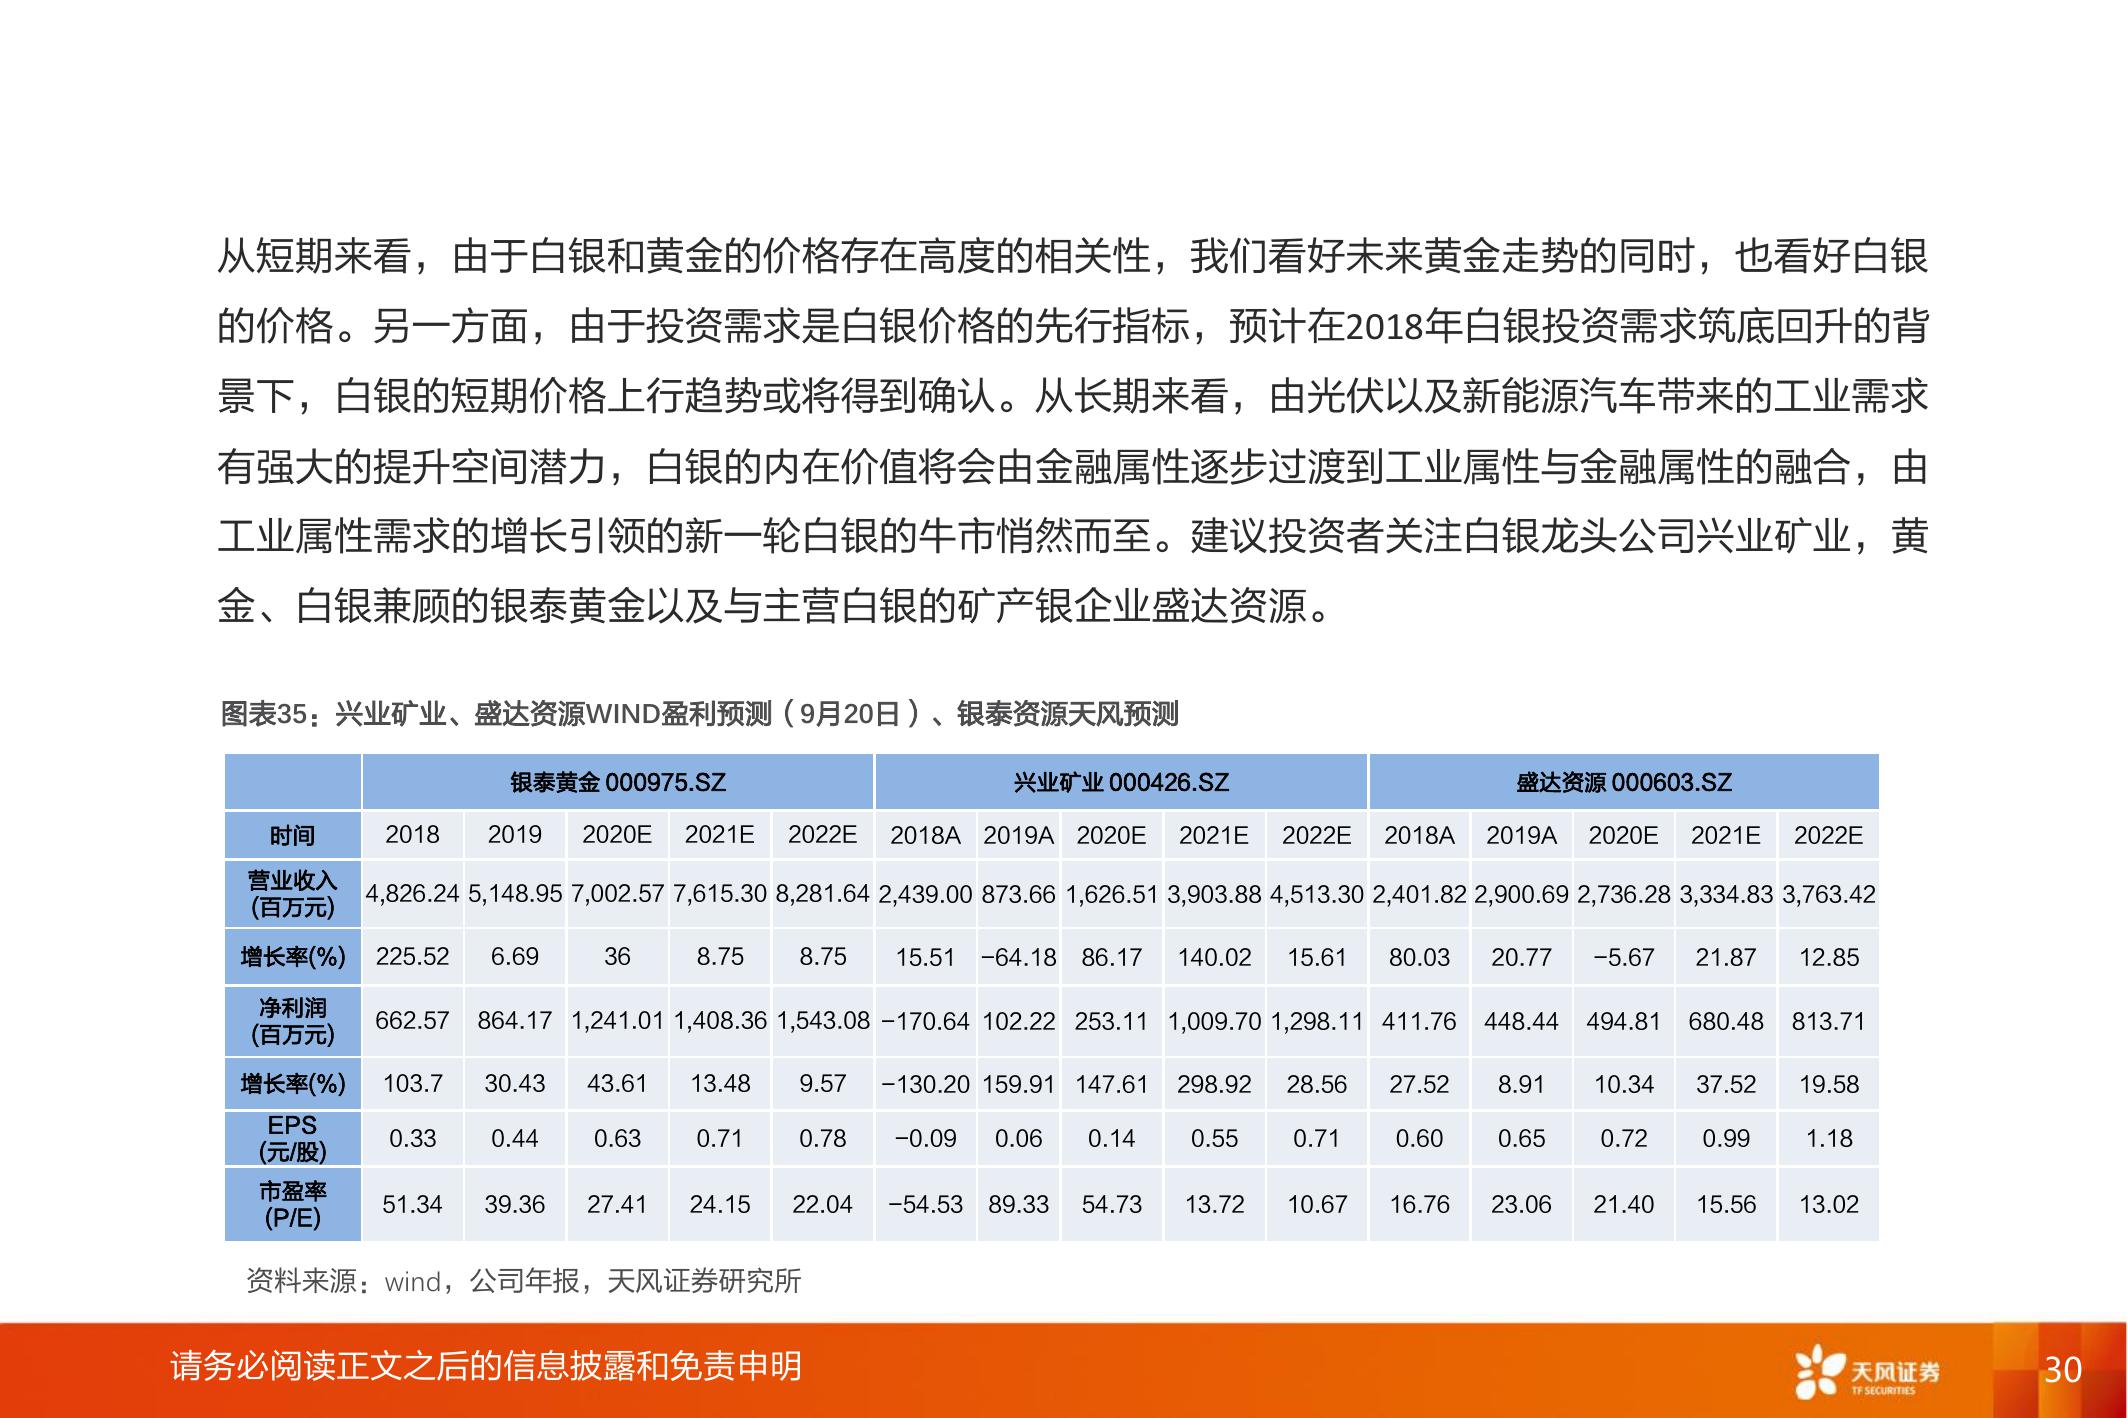 从短期来看，由于白银和黄金的价格存在高度的相关性，我们看好未来黄金走势的同时，也看好白银
的价格。另一方面，由于投资需求是白银价格的先行指标，预计在2018年白银投资需求筑底回升的背
景下，白银的短期价格上行趋势或将得到确认。从长期来看，由光伏以及新能源汽车带来的工业需求
有强大的提升空间潜力，白银的内在价值将会由金融属性逐步过渡到工业属性与金融属性的融合，由
工业属性需求的增长引领的新一轮白银的牛市悄然而至。建议投资者关注白银龙头公司兴业矿业，黄
金、白银兼顾的银泰黄金以及与主营白银的矿产银企业盛达资源。
图表35：兴业矿业、盛达资源WIND盈利预测（9月20日）、银泰资源天风预测
银泰黄金 000975.SZ 兴业矿业 000426.SZ 盛达资源 000603.SZ
时间 2018 2019 2020E 2021E 2022E 2018A 2019A 2020E 2021E 2022E 2018A 2019A 2020E 2021E 2022E
营业收入
(百万元) 4,826.24 5,148.95 7,002.57 7,615.30 8,281.64 2,439.00 873.66 1,626.51 3,903.88 4,513.30 2,401.82 2,900.69 2,736.28 3,334.83 3,763.42
增长率(%) 225.52 6.69 36 8.75 8.75 15.51 −64.18 86.17 140.02 15.61 80.03 20.77 −5.67 21.87 12.85
净利润
(百万元) 662.57 864.17 1,241.01 1,408.36 1,543.08 −170.64 102.22 253.11 1,009.70 1,298.11 411.76 448.44 494.81 680.48 813.71
增长率(%) 103.7 30.43 43.61 13.48 9.57 −130.20 159.91 147.61 298.92 28.56 27.52 8.91 10.34 37.52 19.58
EPS
(元/股) 0.33 0.44 0.63 0.71 0.78 −0.09 0.06 0.14 0.55 0.71 0.60 0.65 0.72 0.99 1.18
市盈率
(P/E) 51.34 39.36 27.41 24.15 22.04 −54.53 89.33 54.73 13.72 10.67 16.76 23.06 21.40 15.56 13.02
资料来源：wind，公司年报，天风证券研究所
请务必阅读正文之后的信息披露和免责申明
天风证券
TF SECURITIES
30